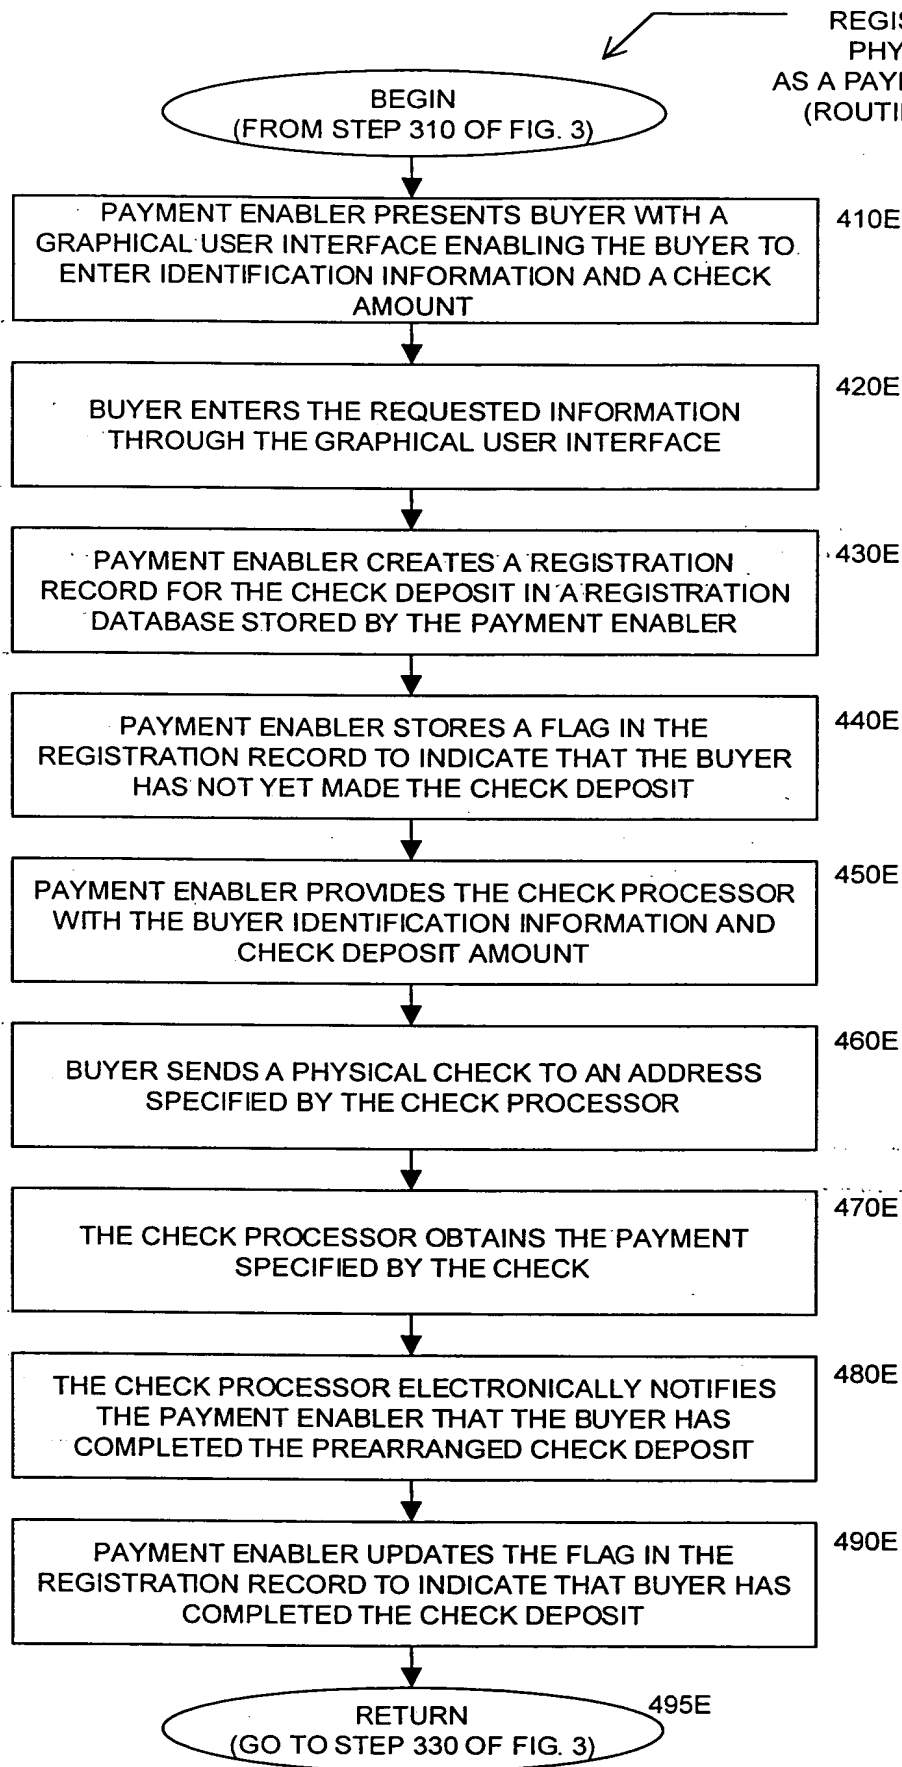 REGIS
PHY
AS A PAYM
(ROUTI
BEGIN
(FROM STEP 310 OF FIG. 3)
PAYMENT ENABLER PRESENTS BUYER WITH A
GRAPHICAL USER INTERFACE ENABLING THE BUYER TO
ENTER IDENTIFICATION INFORMATION AND A CHECK
AMOUNT
410E
BUYER ENTERS THE REQUESTED INFORMATION
THROUGH THE GRAPHICAL USER INTERFACE
420E
PAYMENT ENABLER CREATES A REGISTRATION
RECORD FOR THE CHECK DEPOSIT IN A REGISTRATION
DATABASE STORED BY THE PAYMENT ENABLER
430E
PAYMENT ENABLER STORES A FLAG IN THE
REGISTRATION RECORD TO INDICATE THAT THE BUYER
HAS NOT YET MADE THE CHECK DEPOSIT
440E
PAYMENT ENABLER PROVIDES THE CHECK PROCESSOR
WITH THE BUYER IDENTIFICATION INFORMATION AND
CHECK DEPOSIT AMOUNT
450E
BUYER SENDS A PHYSICAL CHECK TO AN ADDRESS
SPECIFIED BY THE CHECK PROCESSOR
460E
THE CHECK PROCESSOR OBTAINS THE PAYMENT
SPECIFIED BY THE CHECK
470E
THE CHECK PROCESSOR ELECTRONICALLY NOTIFIES
THE PAYMENT ENABLER THAT THE BUYER HAS
COMPLETED THE PREARRANGED CHECK DEPOSIT
480E
PAYMENT ENABLER UPDATES THE FLAG IN THE
REGISTRATION RECORD TO INDICATE THAT BUYER HAS
COMPLETED THE CHECK DEPOSIT
490E
RETURN
(GO TO STEP 330 OF FIG. 3)
495E